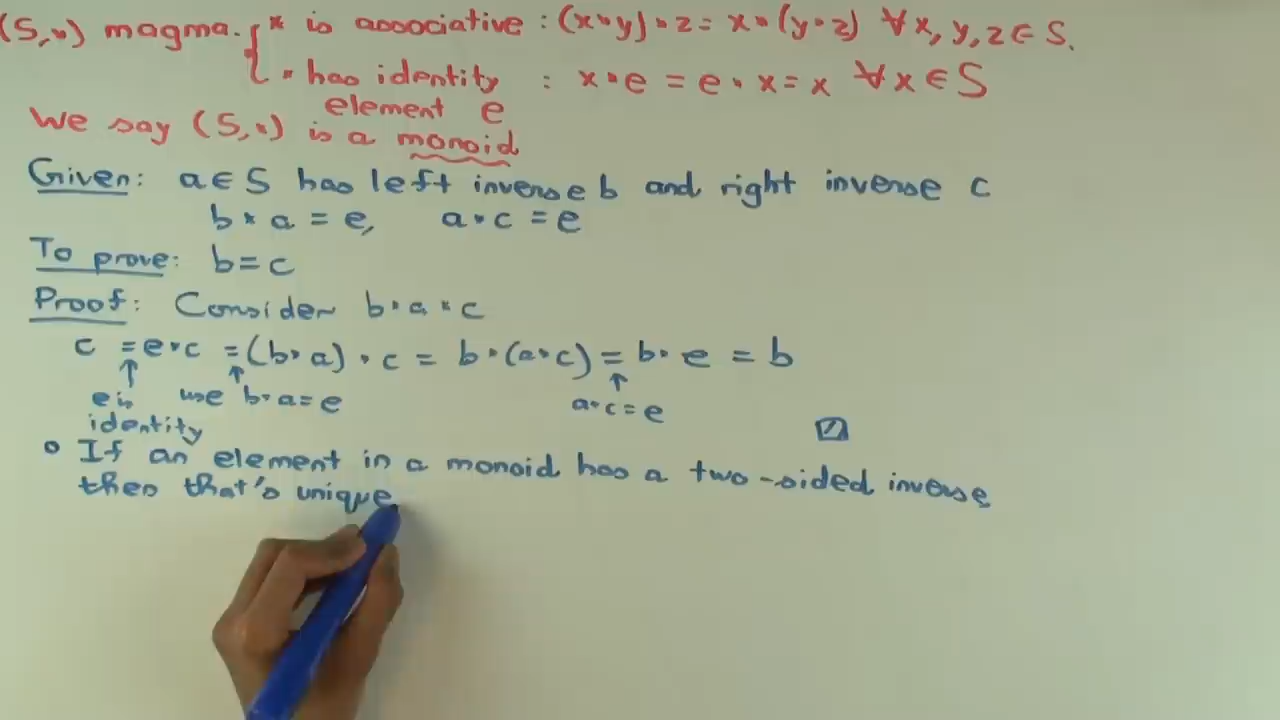 (S,*) magma. { * is associative : (x*y)*z = x*(y*z) ∀x,y,z ∈ S.
* has identity : x*e = e*x = x ∀x ∈ S
element e
We say (S,*) is a monoid
Given: a ∈ S has left inverse b and right inverse c
b*a = e, a*c = e
To prove: b = c
Proof: Consider b*a*c
c = e*c = (b*a)*c = b*(a*c) = b*e = b
↑ ↑ ↑
e is use b*a = e a*c = e
identity
• If an element in a monoid has a two-sided inverse
then that's unique